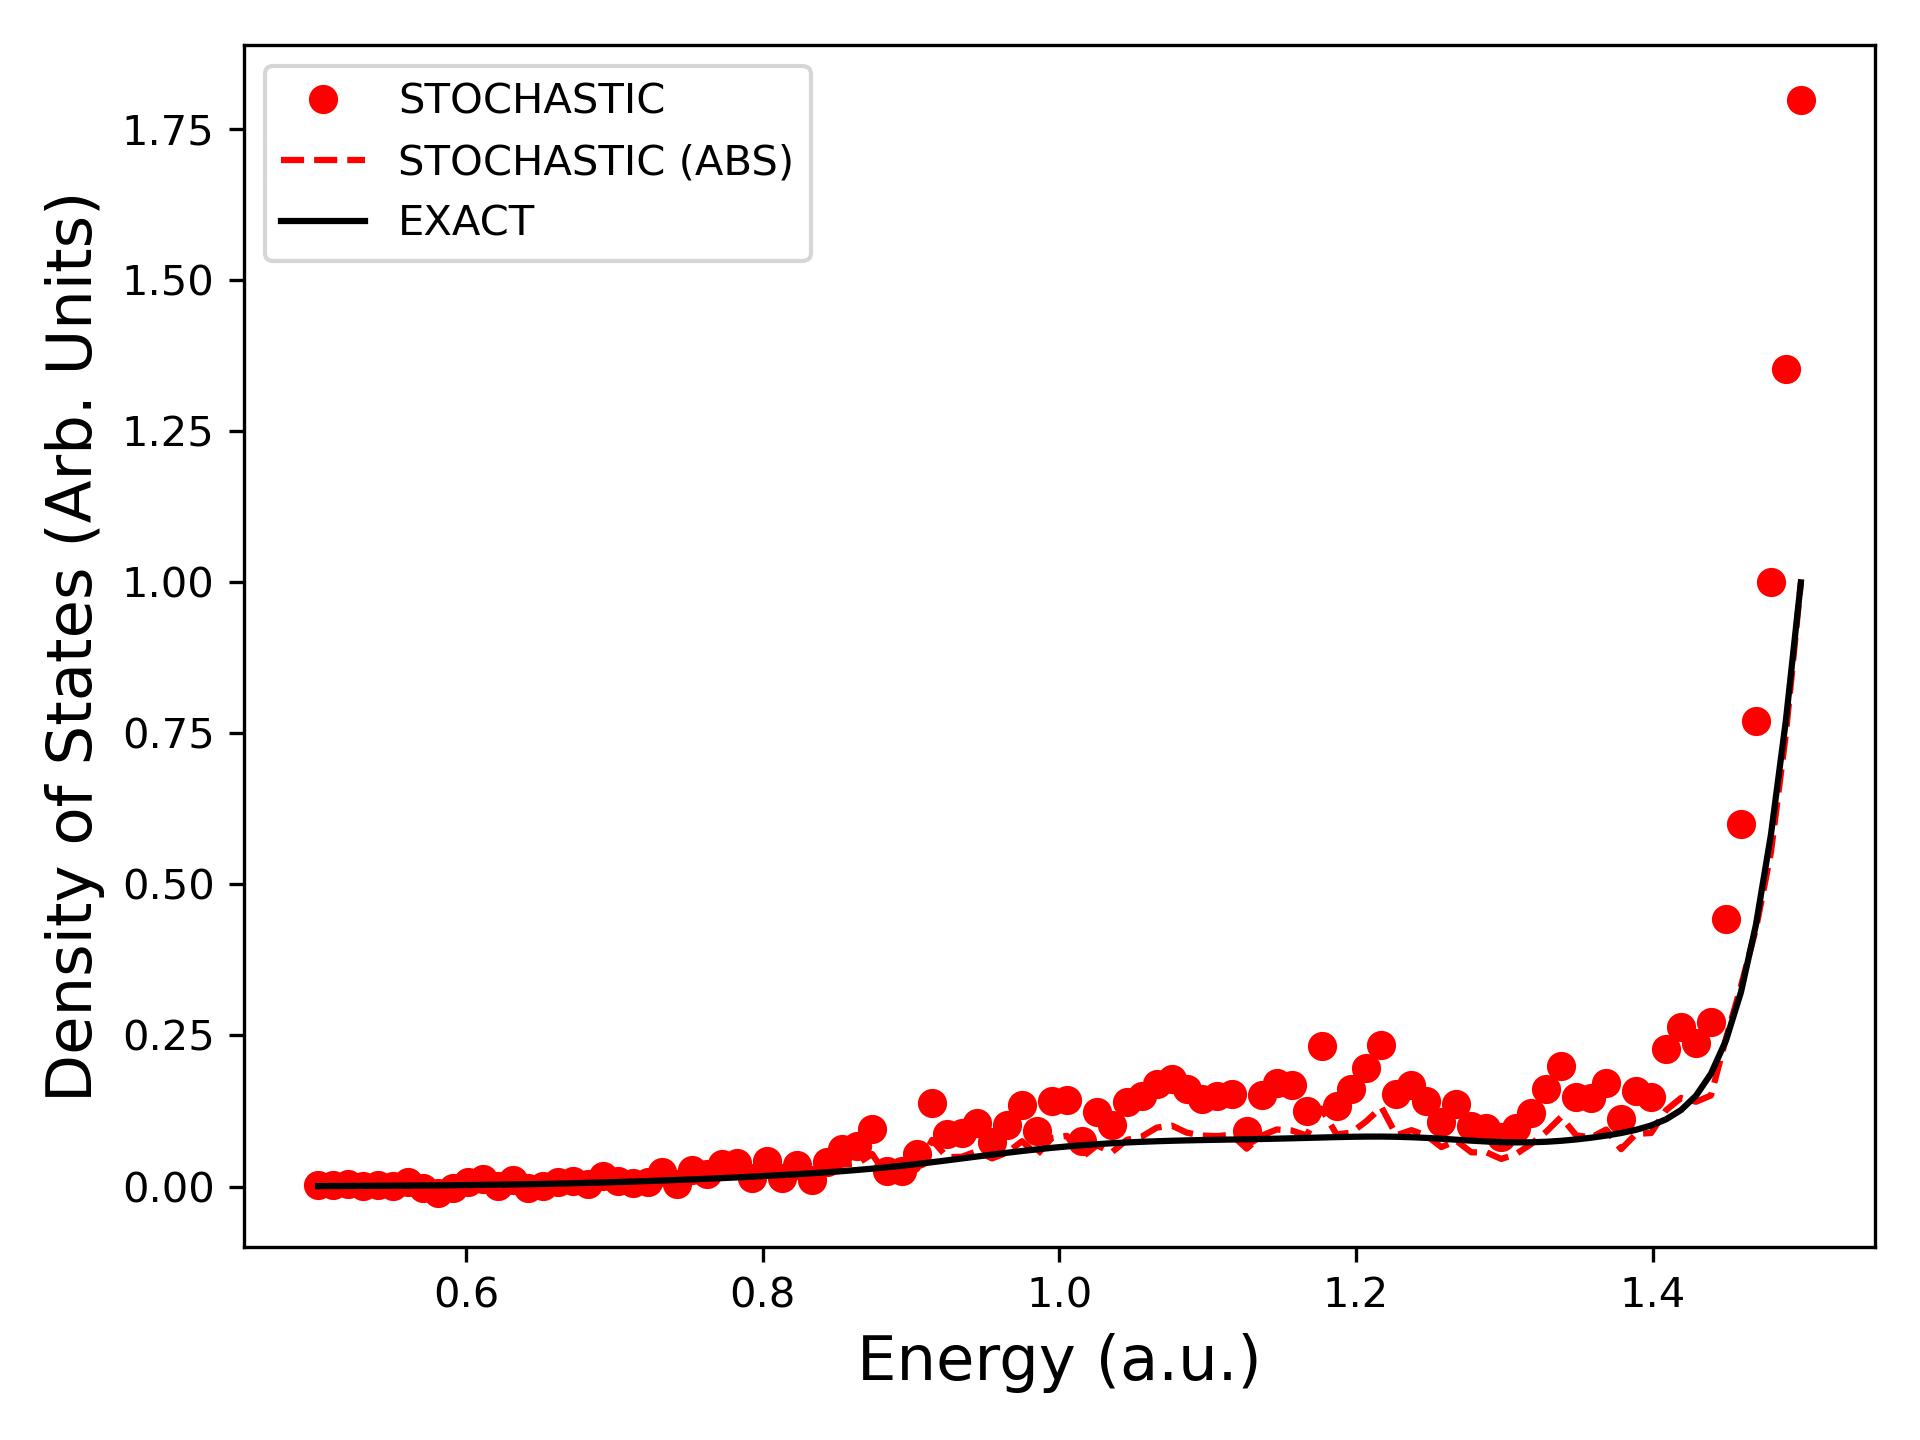 STOCHASTIC
STOCHASTIC (ABS)
EXACT
Density of States (Arb. Units)
1.75
1.50
1.25
1.00
0.75
0.50
0.25
0.00
0.6 0.8 1.0 1.2 1.4
Energy (a.u.)